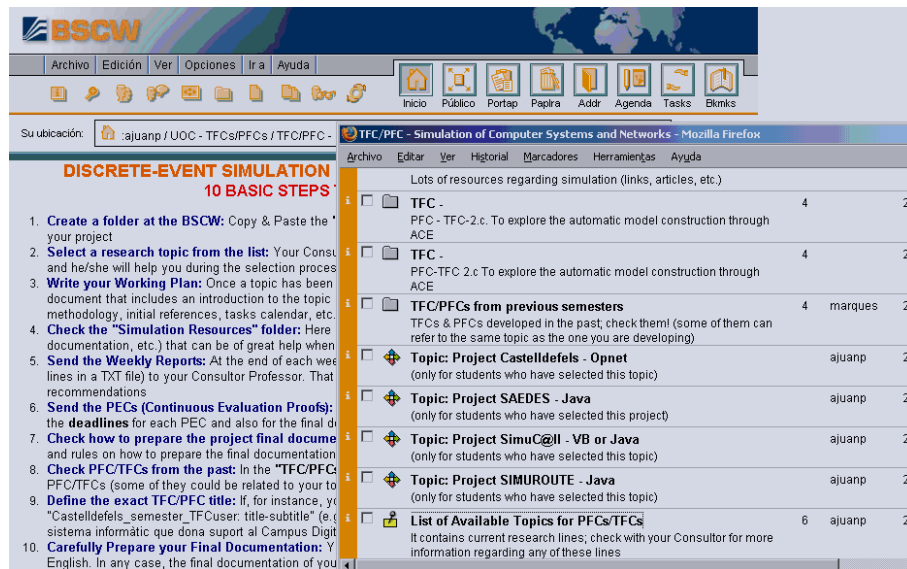 BSCW
Archivo Edición Ver Opciones Ir a Ayuda
Inicio Público Portap Paplra Addr Agenda Tasks Bkmks
Su ubicación: :ajuanp / UOC - TFCs/PFCs / TFC/PFC -
DISCRETE-EVENT SIMULATION
10 BASIC STEPS
1. Create a folder at the BSCW: Copy & Paste the "
your project
2. Select a research topic from the list: Your Consu
and he/she will help you during the selection proces
3. Write your Working Plan: Once a topic has been
document that includes an introduction to the topic
methodology, initial references, tasks calendar, etc.
4. Check the "Simulation Resources" folder: Here
documentation, etc.) that can be of great help when
5. Send the Weekly Reports: At the end of each wee
lines in a TXT file) to your Consultor Professor. That
recommendations
6. Send the PECs (Continuous Evaluation Proofs):
the deadlines for each PEC and also for the final d
7. Check how to prepare the project final docume
and rules on how to prepare the final documentation
8. Check PFC/TFCs from the past: In the "TFC/PFCs
PFC/TFCs (some of they could be related to your to
9. Define the exact TFC/PFC title: If, for instance, yo
"Castelldefels_semester_TFCuser: title-subtitle" (e.g
sistema informàtic que dona suport al Campus Digit
10. Carefully Prepare your Final Documentation: Y
English. In any case, the final documentation of you
TFC/PFC - Simulation of Computer Systems and Networks - Mozilla Firefox
Archivo Editar Ver Historial Marcadores Herramientas Ayuda
Lots of resources regarding simulation (links, articles, etc.)
TFC - 4 2
PFC - TFC-2.c. To explore the automatic model construction through
ACE
TFC - 4 2
PFC-TFC 2.c To explore the automatic model construction through
ACE
TFC/PFCs from previous semesters 4 marques 2
TFCs & PFCs developed in the past; check them! (some of them can
refer to the same topic as the one you are developing)
Topic: Project Castelldefels - Opnet ajuanp 2
(only for students who have selected this topic)
Topic: Project SAEDES - Java ajuanp 2
(only for students who have selected this project)
Topic: Project SimuC@ll - VB or Java ajuanp 2
(only for students who have selected this topic)
Topic: Project SIMUROUTE - Java ajuanp 2
(only for students who have selected this topic)
List of Available Topics for PFCs/TFCs 6 ajuanp 2
It contains current research lines; check with your Consultor for more
information regarding any of these lines